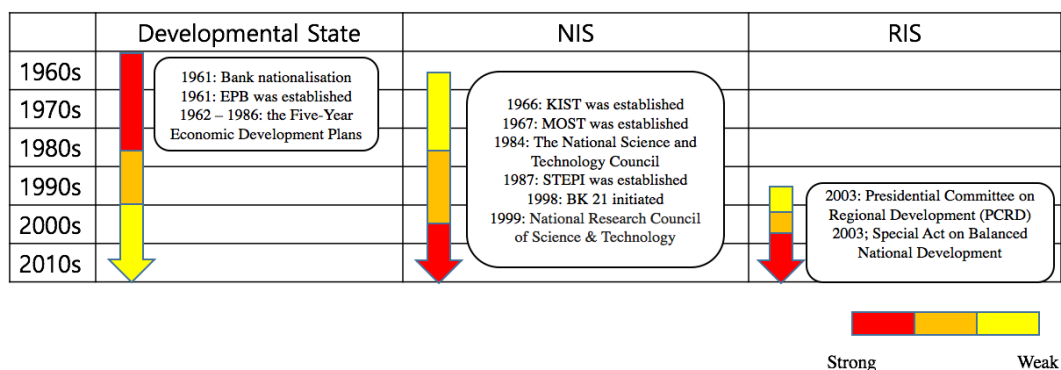 Developmental State
NIS
RIS
1960s
1970s
1980s
1990s
2000s
2010s
1961: Bank nationalisation
1961: EPB was established
1962 – 1986: the Five-Year
Economic Development Plans
1966: KIST was established
1967: MOST was established
1984: The National Science and
Technology Council
1987: STEPI was established
1998: BK 21 initiated
1999: National Research Council
of Science & Technology
2003: Presidential Committee on
Regional Development (PCRD)
2003; Special Act on Balanced
National Development
Strong
Weak